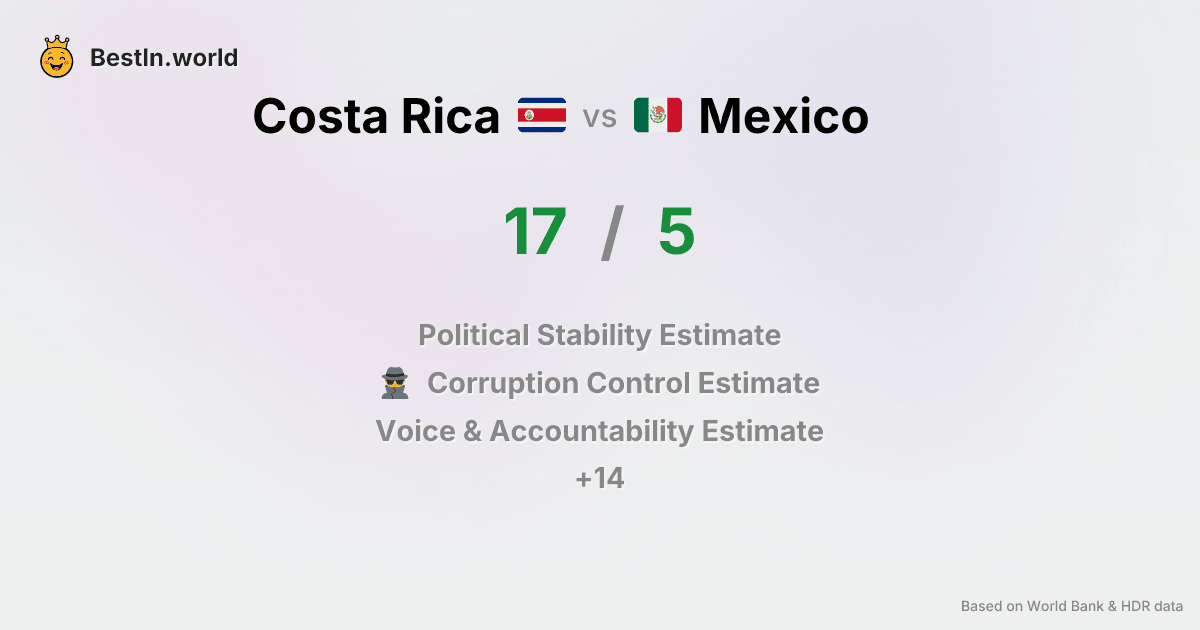 BestIn.world
Costa Rica vs Mexico
17 / 5
Political Stability Estimate
Corruption Control Estimate
Voice & Accountability Estimate
+14
Based on World Bank & HDR data